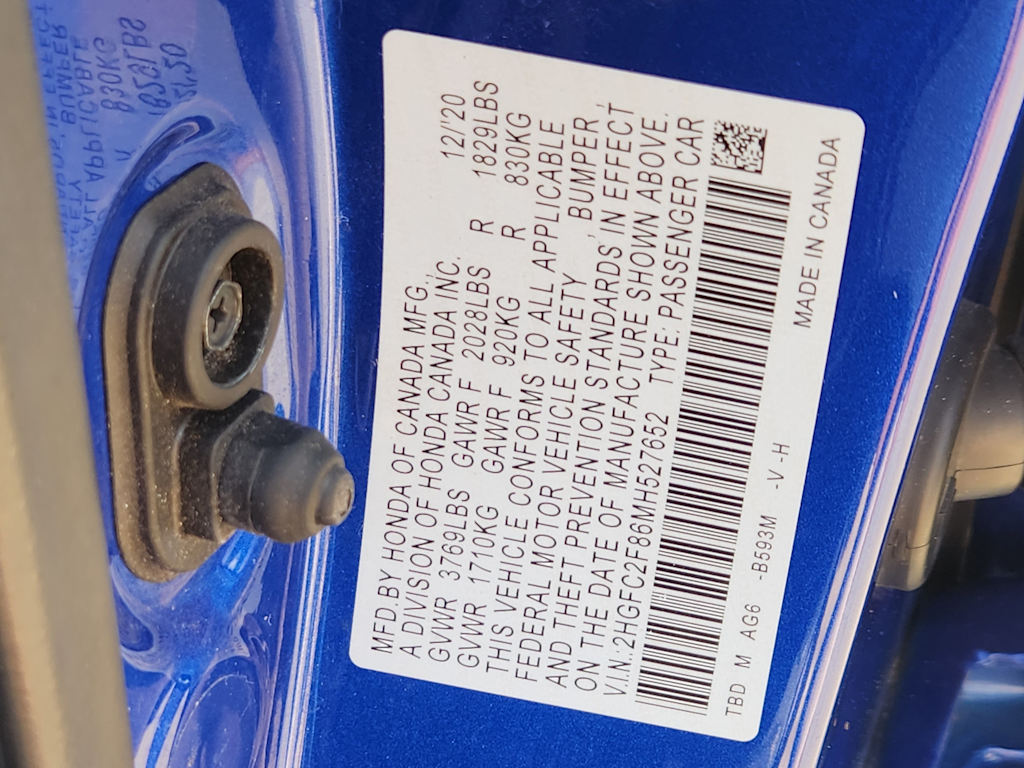 MFD.BY HONDA OF CANADA MFG.,
A DIVISION OF HONDA CANADA INC. 12/20
GVWR 3769LBS GAWR F 2028LBS R 1829LBS
GVWR 1710KG GAWR F 920KG R 830KG
THIS VEHICLE CONFORMS TO ALL APPLICABLE
FEDERAL MOTOR VEHICLE SAFETY, BUMPER,
AND THEFT PREVENTION STANDARDS, IN EFFECT
ON THE DATE OF MANUFACTURE SHOWN ABOVE.
V.I.N.:2HGFC2F86MH527652 TYPE: PASSENGER CAR
TBD M AG6 -B593M -V -H
MADE IN CANADA